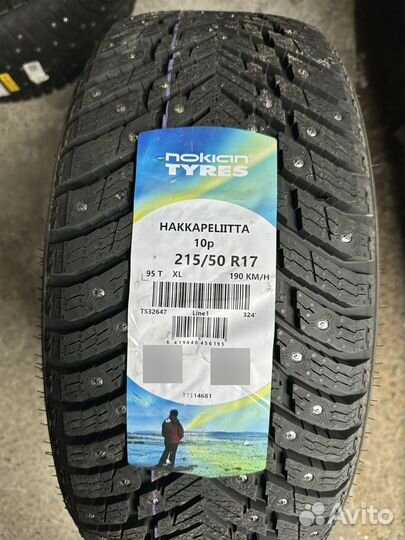 nokian
TYRES
HAKKAPELIITTA
10p
215/50 R17
95 T XL 190 KM/H
TS32647 Line1 324'
6 419440 456195
Avito